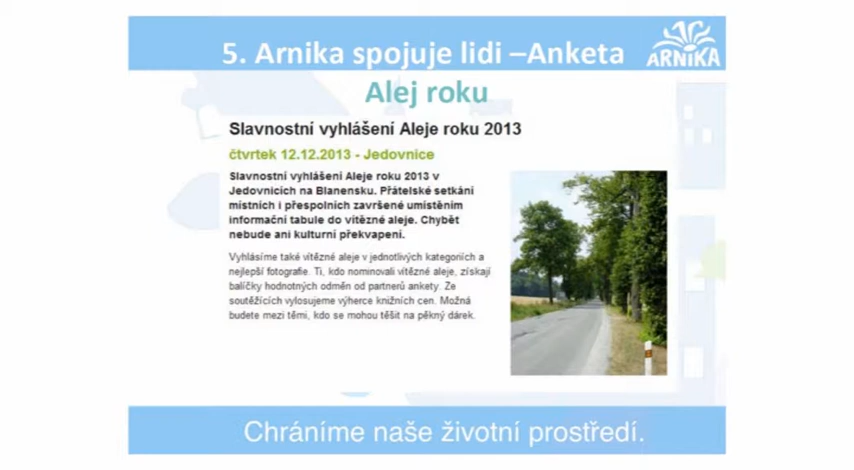 5. Arnika spojuje lidi –Anketa
ARNIKA
Alej roku
Slavnostní vyhlášení Aleje roku 2013
čtvrtek 12.12.2013 - Jedovnice
Slavnostní vyhlášení Aleje roku 2013 v
Jedovnicích na Blanensku. Přátelské setkání
místních i přespolních završené umístěním
informační tabule do vítězné aleje. Chybět
nebude ani kulturní překvapení.
Vyhlásíme také vítězné aleje v jednotlivých kategoriích a
nejlepší fotografie. Ti, kdo nominovali vítězné aleje, získají
balíčky hodnotných odměn od partnerů ankety. Ze
soutěžících vylosujeme výherce knižních cen. Možná
budete mezi těmi, kdo se mohou těšit na pěkný dárek.
Chráníme naše životní prostředí.